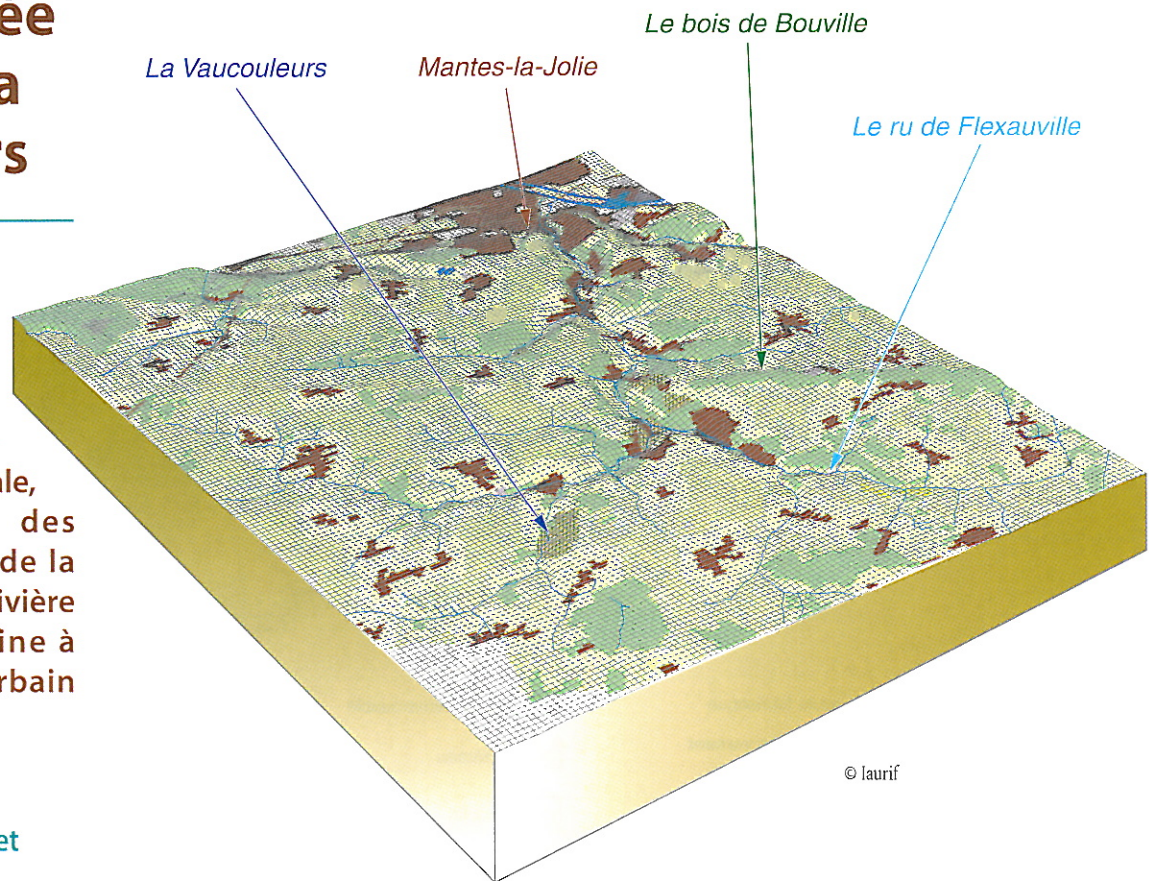 ee
a
rs
La Vaucouleurs
Mantes-la-Jolie
Le bois de Bouville
Le ru de Flexauville
ale,
des
de la
ivière
ine à
rbain
et
© Iaurif